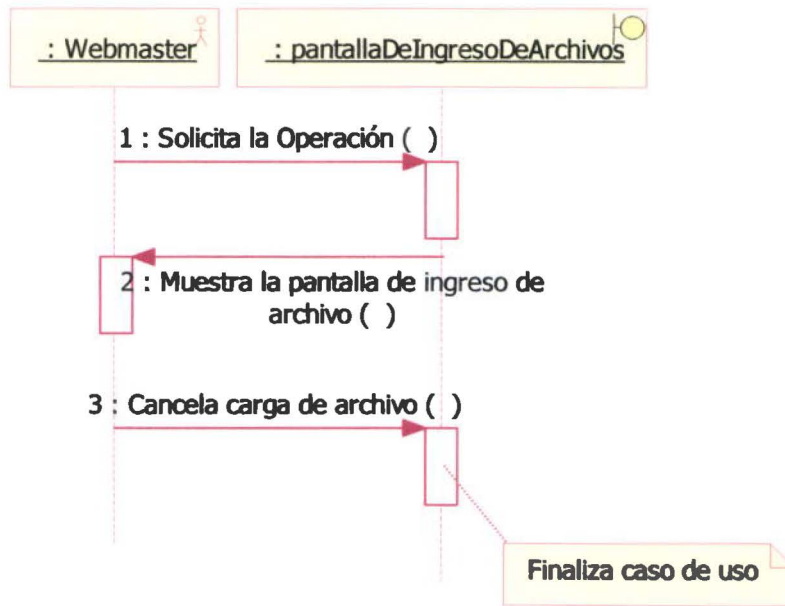 : Webmaster
: pantallaDeIngresoDeArchivos
1 : Solicita la Operación ( )
2 : Muestra la pantalla de ingreso de
archivo ( )
3 : Cancela carga de archivo ( )
Finaliza caso de uso